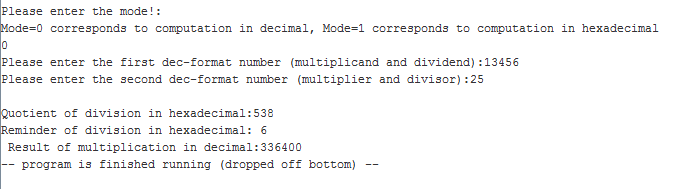 Please enter the mode!:
Mode=0 corresponds to computation in decimal, Mode=1 corresponds to computation in hexadecimal
0
Please enter the first dec-format number (multiplicand and dividend):13456
Please enter the second dec-format number (multiplier and divisor):25
Quotient of division in hexadecimal:538
Reminder of division in hexadecimal: 6
Result of multiplication in decimal:336400
-- program is finished running (dropped off bottom) --